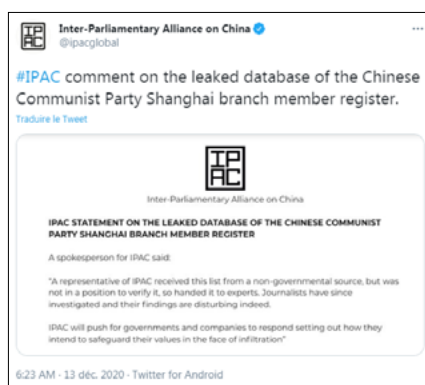 Inter-Parliamentary Alliance on China
@ipacglobal
#IPAC comment on the leaked database of the Chinese
Communist Party Shanghai branch member register.
Traduire le Tweet
IP
AC
Inter-Parliamentary Alliance on China
IPAC STATEMENT ON THE LEAKED DATABASE OF THE CHINESE COMMUNIST
PARTY SHANGHAI BRANCH MEMBER REGISTER
A spokesperson for IPAC said:
"A representative of IPAC received this list from a non-governmental source, but was
not in a position to verify it, so handed it to experts. Journalists have since
investigated and their findings are disturbing indeed.
IPAC will push for governments and companies to respond setting out how they
intend to safeguard their values in the face of infiltration"
6:23 AM · 13 déc. 2020 · Twitter for Android